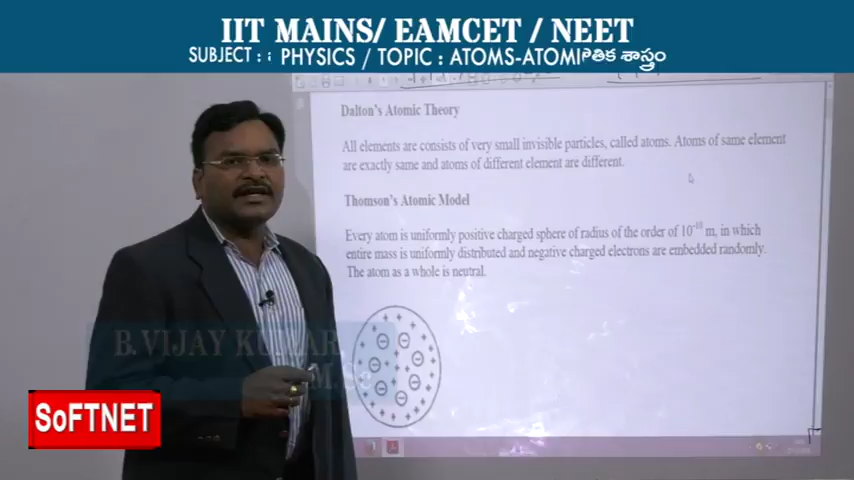 IIT MAINS/ EAMCET / NEET
SUBJECT : PHYSICS / TOPIC : ATOMS-ATOMI తిక శాస్త్రం
Dalton's Atomic Theory
All elements are consists of very small invisible particles, called atoms. Atoms of same element
are exactly same and atoms of different element are different.
Thomson's Atomic Model
Every atom is uniformly positive charged sphere of radius of the order of 10⁻¹⁰ m, in which
entire mass is uniformly distributed and negative charged electrons are embedded randomly.
The atom as a whole is neutral.
B.VIJAY KUMAR
M.Sc
SoFTNET